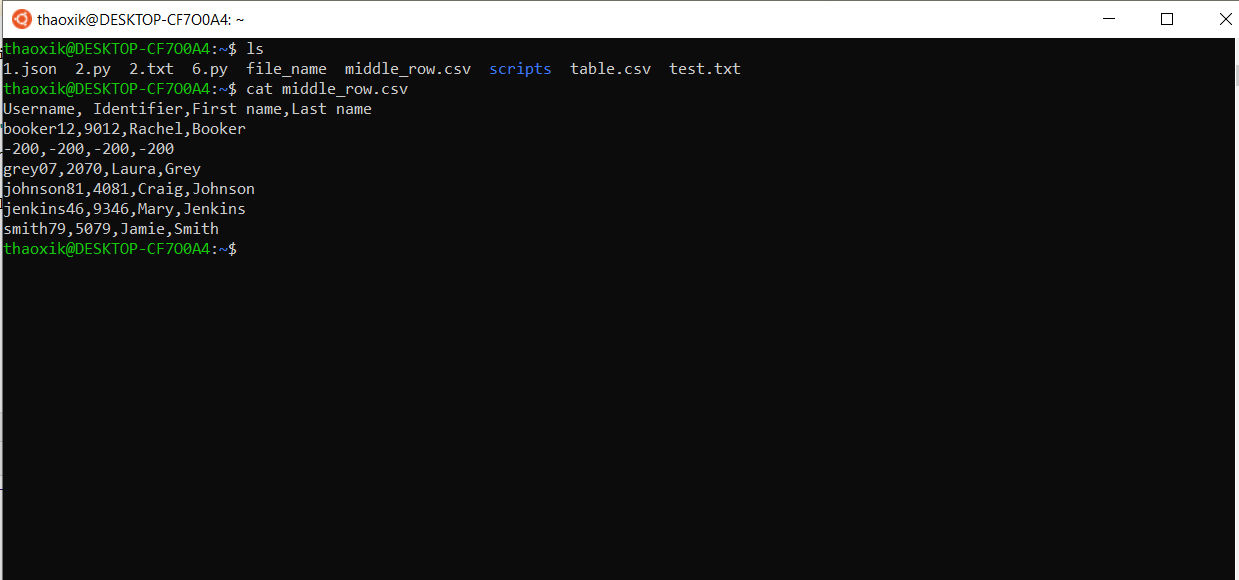 thaoxik@DESKTOP-CF7O0A4: ~
thaoxik@DESKTOP-CF7O0A4:~$ ls
1.json  2.py  2.txt  6.py  file_name  middle_row.csv  scripts  table.csv  test.txt
thaoxik@DESKTOP-CF7O0A4:~$ cat middle_row.csv
Username, Identifier,First name,Last name
booker12,9012,Rachel,Booker
-200,-200,-200,-200
grey07,2070,Laura,Grey
johnson81,4081,Craig,Johnson
jenkins46,9346,Mary,Jenkins
smith79,5079,Jamie,Smith
thaoxik@DESKTOP-CF7O0A4:~$